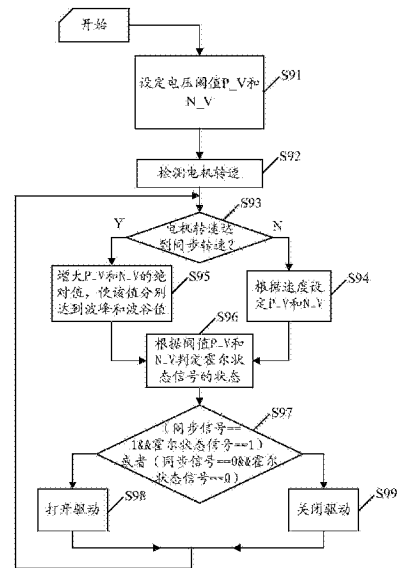 开始
设定电压阈值P_V和
N_V
S91
检测电机转速
S92
S93
Y
电机转速达
到同步转速？
N
增大P_V和N_V的绝
对值，使该值分别
达到波峰和波谷值
S95
根据速度设
定P_V和N_V
S94
S96
根据阈值P_V和
N_V判定霍尔状
态信号的状态
S97
（同步信号==
1&&霍尔状态信号==1）
或者（同步信号==0&&霍尔
状态信号==0）
S98
打开驱动
S99
关闭驱动